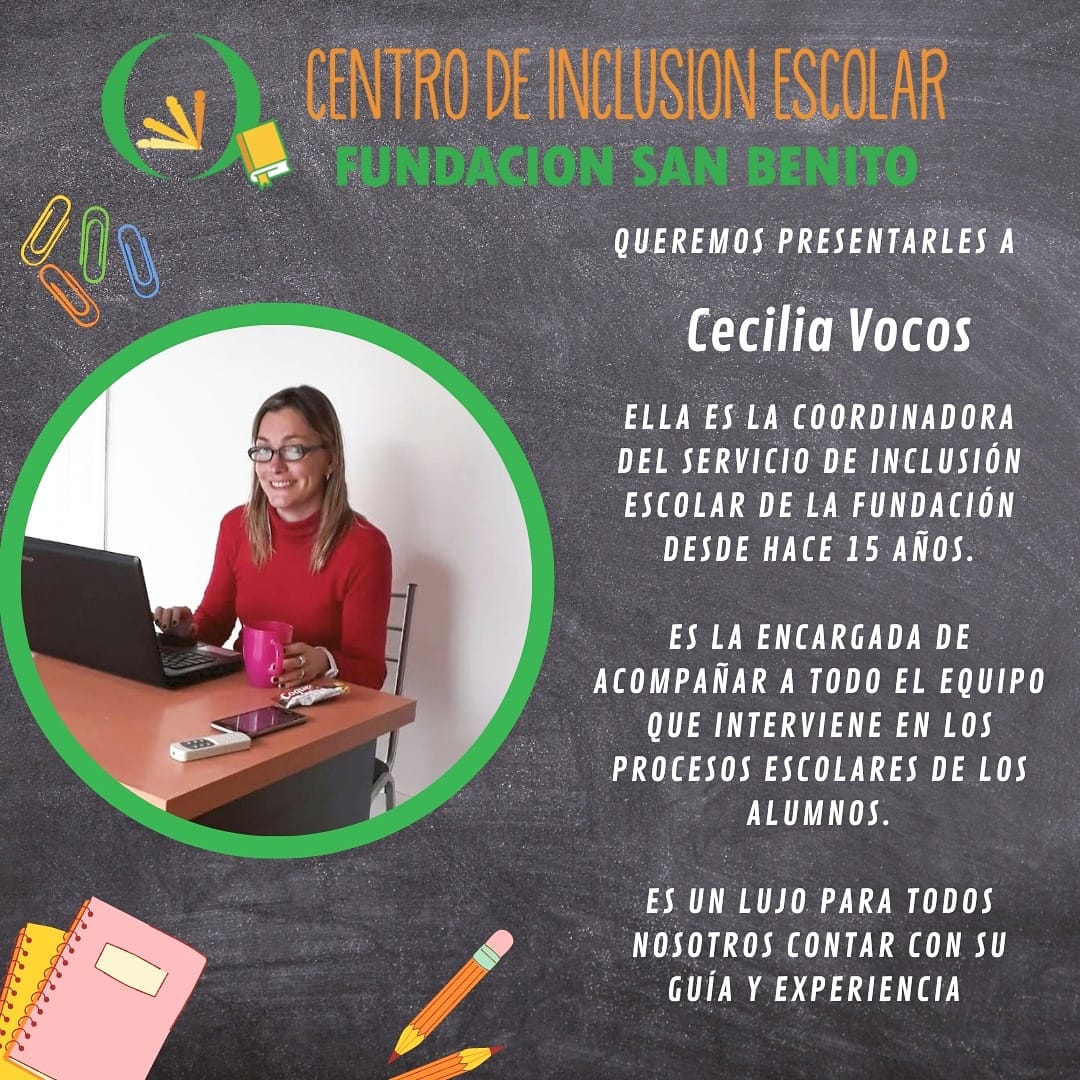 CENTRO DE INCLUSION ESCOLAR
FUNDACION SAN BENITO
QUEREMOS PRESENTARLES A
Cecilia Vocos
ELLA ES LA COORDINADORA
DEL SERVICIO DE INCLUSIÓN
ESCOLAR DE LA FUNDACIÓN
DESDE HACE 15 AÑOS.
ES LA ENCARGADA DE
ACOMPAÑAR A TODO EL EQUIPO
QUE INTERVIENE EN LOS
PROCESOS ESCOLARES DE LOS
ALUMNOS.
ES UN LUJO PARA TODOS
NOSOTROS CONTAR CON SU
GUÍA Y EXPERIENCIA